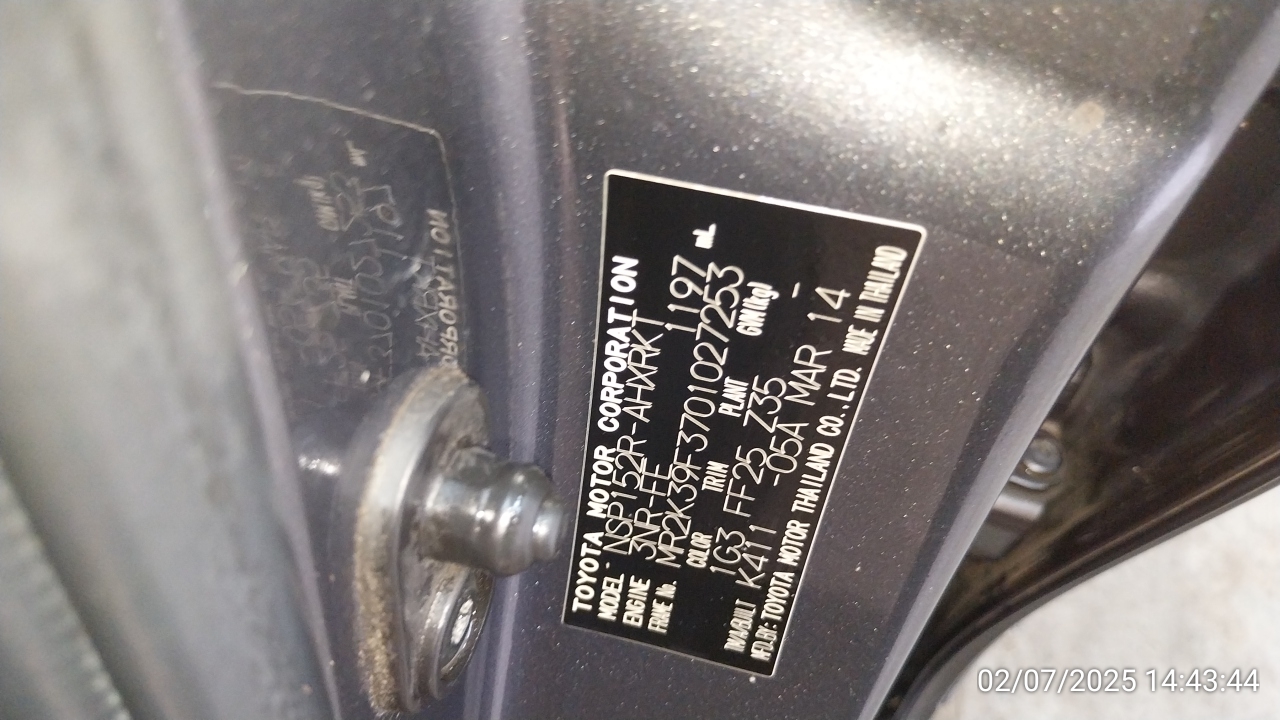 TOYOTA MOTOR CORPORATION
MODEL NSP152R-AHXRKT
ENGINE 3NR-FE 1197 mL
FRAME No. MR2K39F3701027253
COLOR TRIM PLANT GVM(kg)
1G3 FF25 Z35 -
TMA/BUILT K411 -05A MAR 14
MFD.BY: TOYOTA MOTOR THAILAND CO.,LTD. MADE IN THAILAND
02/07/2025 14:43:44